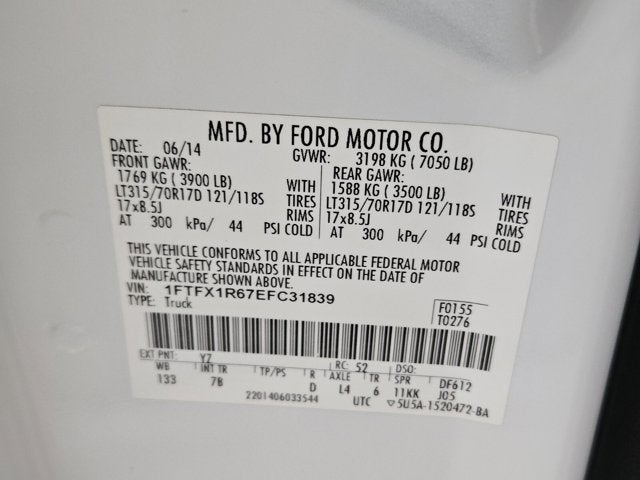 MFD. BY FORD MOTOR CO.
DATE: 06/14 GVWR: 3198 KG ( 7050 LB)
FRONT GAWR: REAR GAWR:
1769 KG ( 3900 LB) WITH 1588 KG ( 3500 LB) WITH
LT315/70R17D 121/118S TIRES LT315/70R17D 121/118S TIRES
17x8.5J RIMS 17x8.5J RIMS
AT 300 kPa/ 44 PSI COLD AT 300 kPa/ 44 PSI COLD
THIS VEHICLE CONFORMS TO ALL APPLICABLE FEDERAL MOTOR
VEHICLE SAFETY STANDARDS IN EFFECT ON THE DATE OF
MANUFACTURE SHOWN ABOVE.
VIN: 1FTFX1R67EFC31839 F0155
TYPE: Truck T0276
EXT PNT: YZ RC: 52 DSO:
WB INT TR TP/PS R AXLE TR SPR DF612
133 7B D L4 6 11KK J05
2201406033544 UTC ▽5U5A-1520472-BA